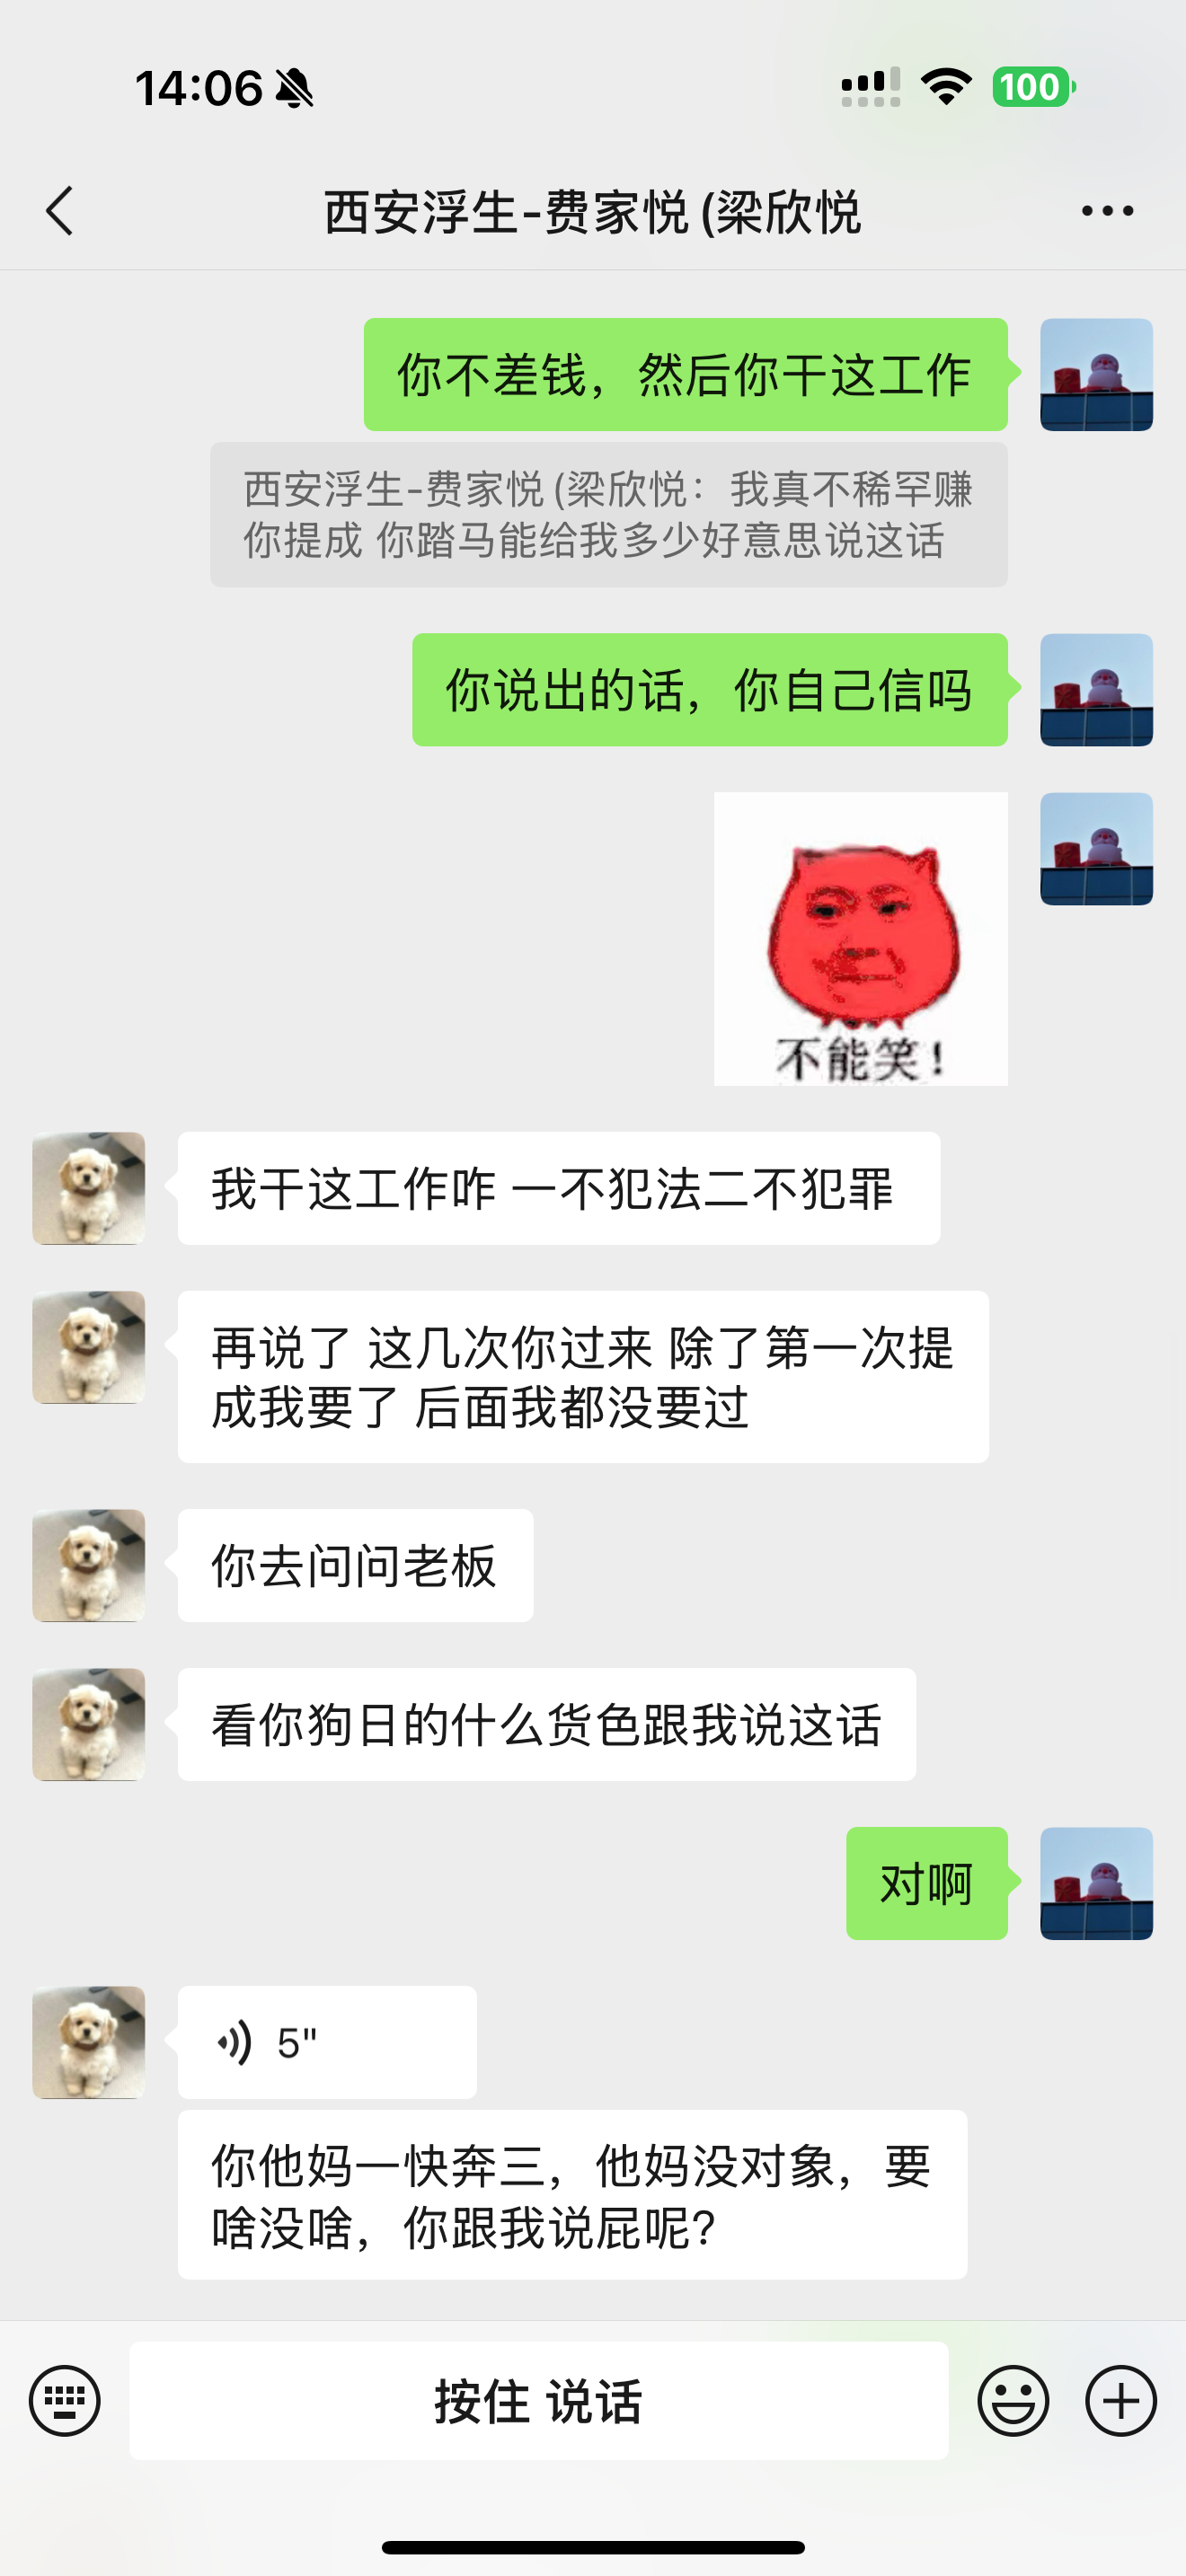 14:06
100
西安浮生-费家悦 (梁欣悦
你不差钱，然后你干这工作
西安浮生-费家悦 (梁欣悦：我真不稀罕赚
你提成 你踏马能给我多少好意思说这话
你说出的话，你自己信吗
不能笑！
我干这工作咋 一不犯法二不犯罪
再说了 这几次你过来 除了第一次提
成我要了 后面我都没要过
你去问问老板
看你狗日的什么货色跟我说这话
对啊
5"
你他妈一快奔三，他妈没对象，要
啥没啥，你跟我说屁呢？
按住 说话